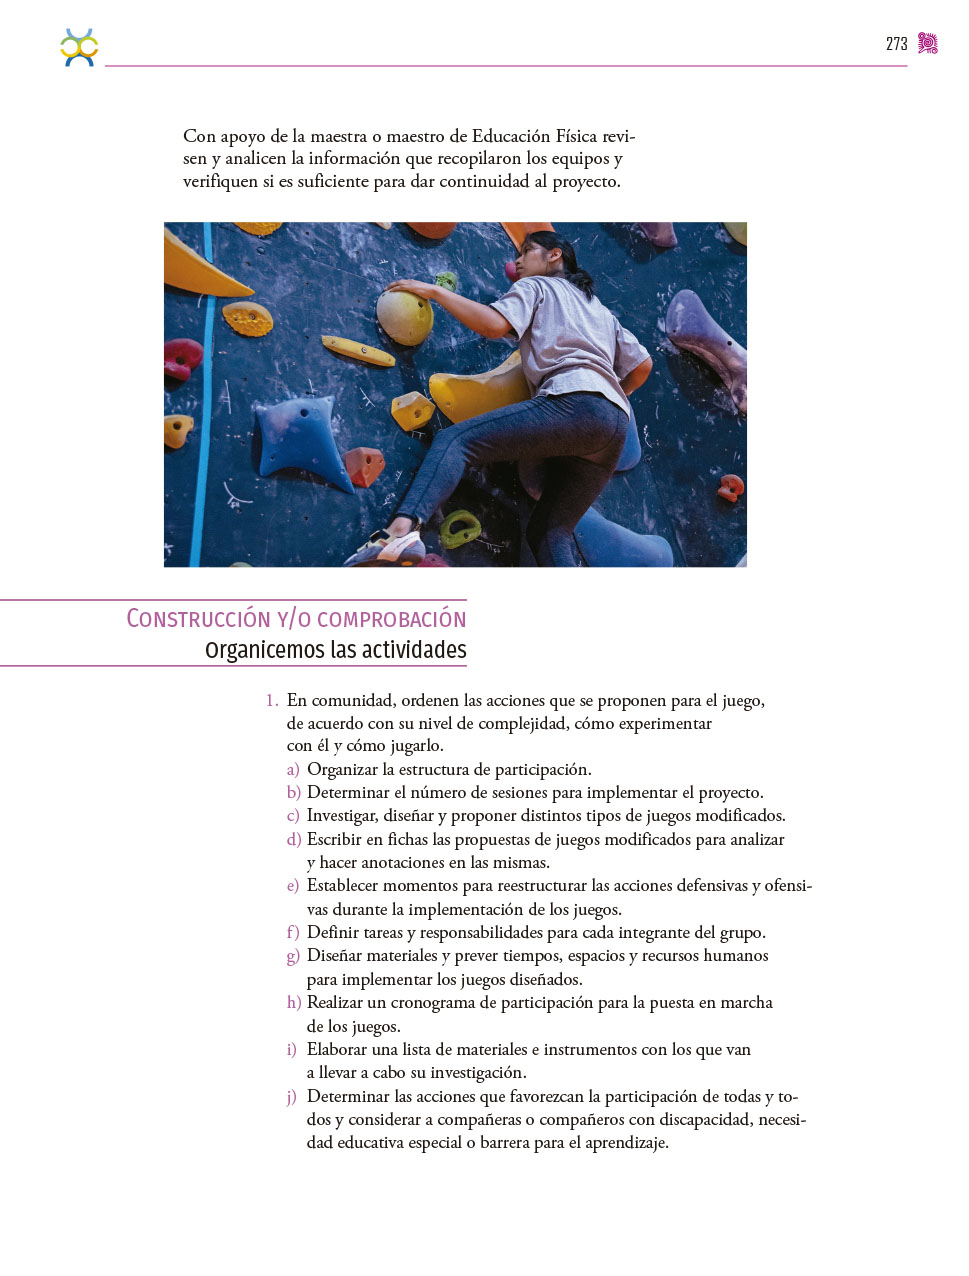 273
Con apoyo de la maestra o maestro de Educación Física revi-
sen y analicen la información que recopilaron los equipos y
verifiquen si es suficiente para dar continuidad al proyecto.
Construcción y/o comprobación
Organicemos las actividades
1. En comunidad, ordenen las acciones que se proponen para el juego,
de acuerdo con su nivel de complejidad, cómo experimentar
con él y cómo jugarlo.
a) Organizar la estructura de participación.
b) Determinar el número de sesiones para implementar el proyecto.
c) Investigar, diseñar y proponer distintos tipos de juegos modificados.
d) Escribir en fichas las propuestas de juegos modificados para analizar
y hacer anotaciones en las mismas.
e) Establecer momentos para reestructurar las acciones defensivas y ofensi-
vas durante la implementación de los juegos.
f) Definir tareas y responsabilidades para cada integrante del grupo.
g) Diseñar materiales y prever tiempos, espacios y recursos humanos
para implementar los juegos diseñados.
h) Realizar un cronograma de participación para la puesta en marcha
de los juegos.
i) Elaborar una lista de materiales e instrumentos con los que van
a llevar a cabo su investigación.
j) Determinar las acciones que favorezcan la participación de todas y to-
dos y considerar a compañeras o compañeros con discapacidad, necesi-
dad educativa especial o barrera para el aprendizaje.